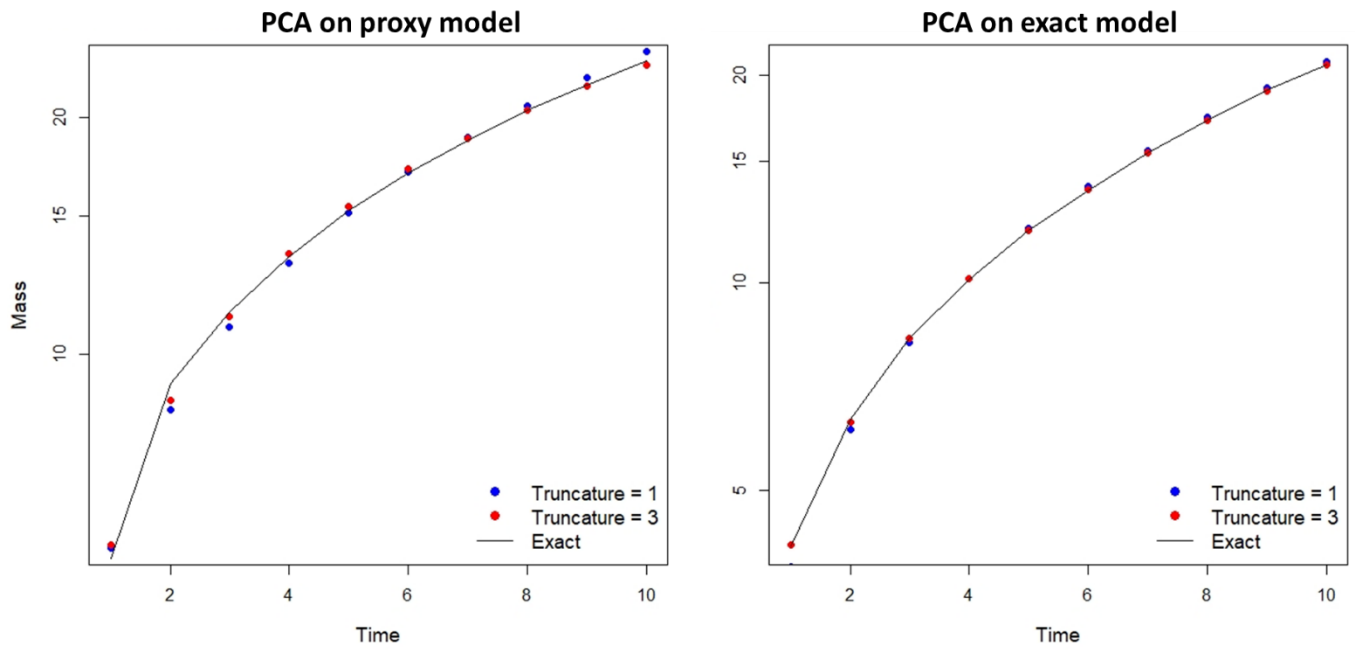 PCA on proxy model
20
15
10
Mass
Truncature = 1
Truncature = 3
Exact
2 4 6 8 10
Time
PCA on exact model
20
15
10
5
Truncature = 1
Truncature = 3
Exact
2 4 6 8 10
Time